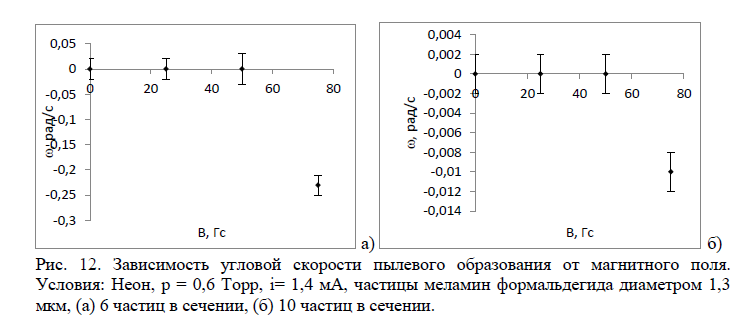 0,05
0
-0,05
-0,1
-0,15
-0,2
-0,25
-0,3
0 20 40 60 80
ω, рад/с
В, Гс
а)
0,004
0,002
0
-0,002
-0,004
-0,006
-0,008
-0,01
-0,012
-0,014
0 20 40 60 80
ω, рад/с
В, Гс
б)
Рис. 12. Зависимость угловой скорости пылевого образования от магнитного поля.
Условия: Неон, p = 0,6 Торр, i= 1,4 мА, частицы меламин формальдегида диаметром 1,3
мкм, (а) 6 частиц в сечении, (б) 10 частиц в сечении.